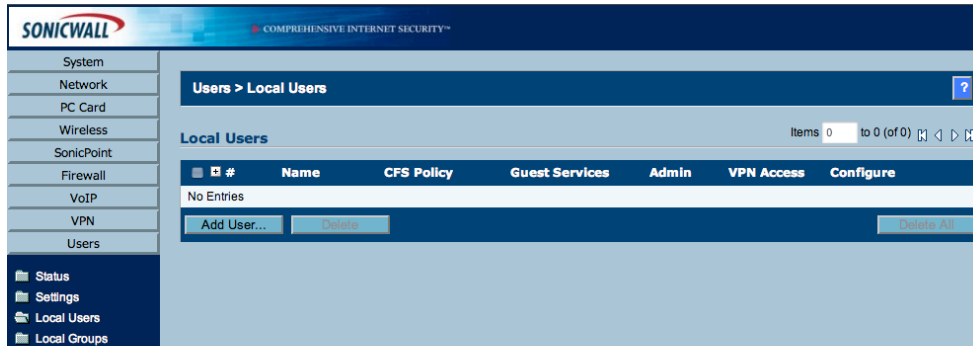 SONICWALL
COMPREHENSIVE INTERNET SECURITY™
System
Network
PC Card
Wireless
SonicPoint
Firewall
VoIP
VPN
Users
Status
Settings
Local Users
Local Groups
Users > Local Users
?
Local Users
Items 0 to 0 (of 0)
# Name CFS Policy Guest Services Admin VPN Access Configure
No Entries
Add User... Delete Delete All